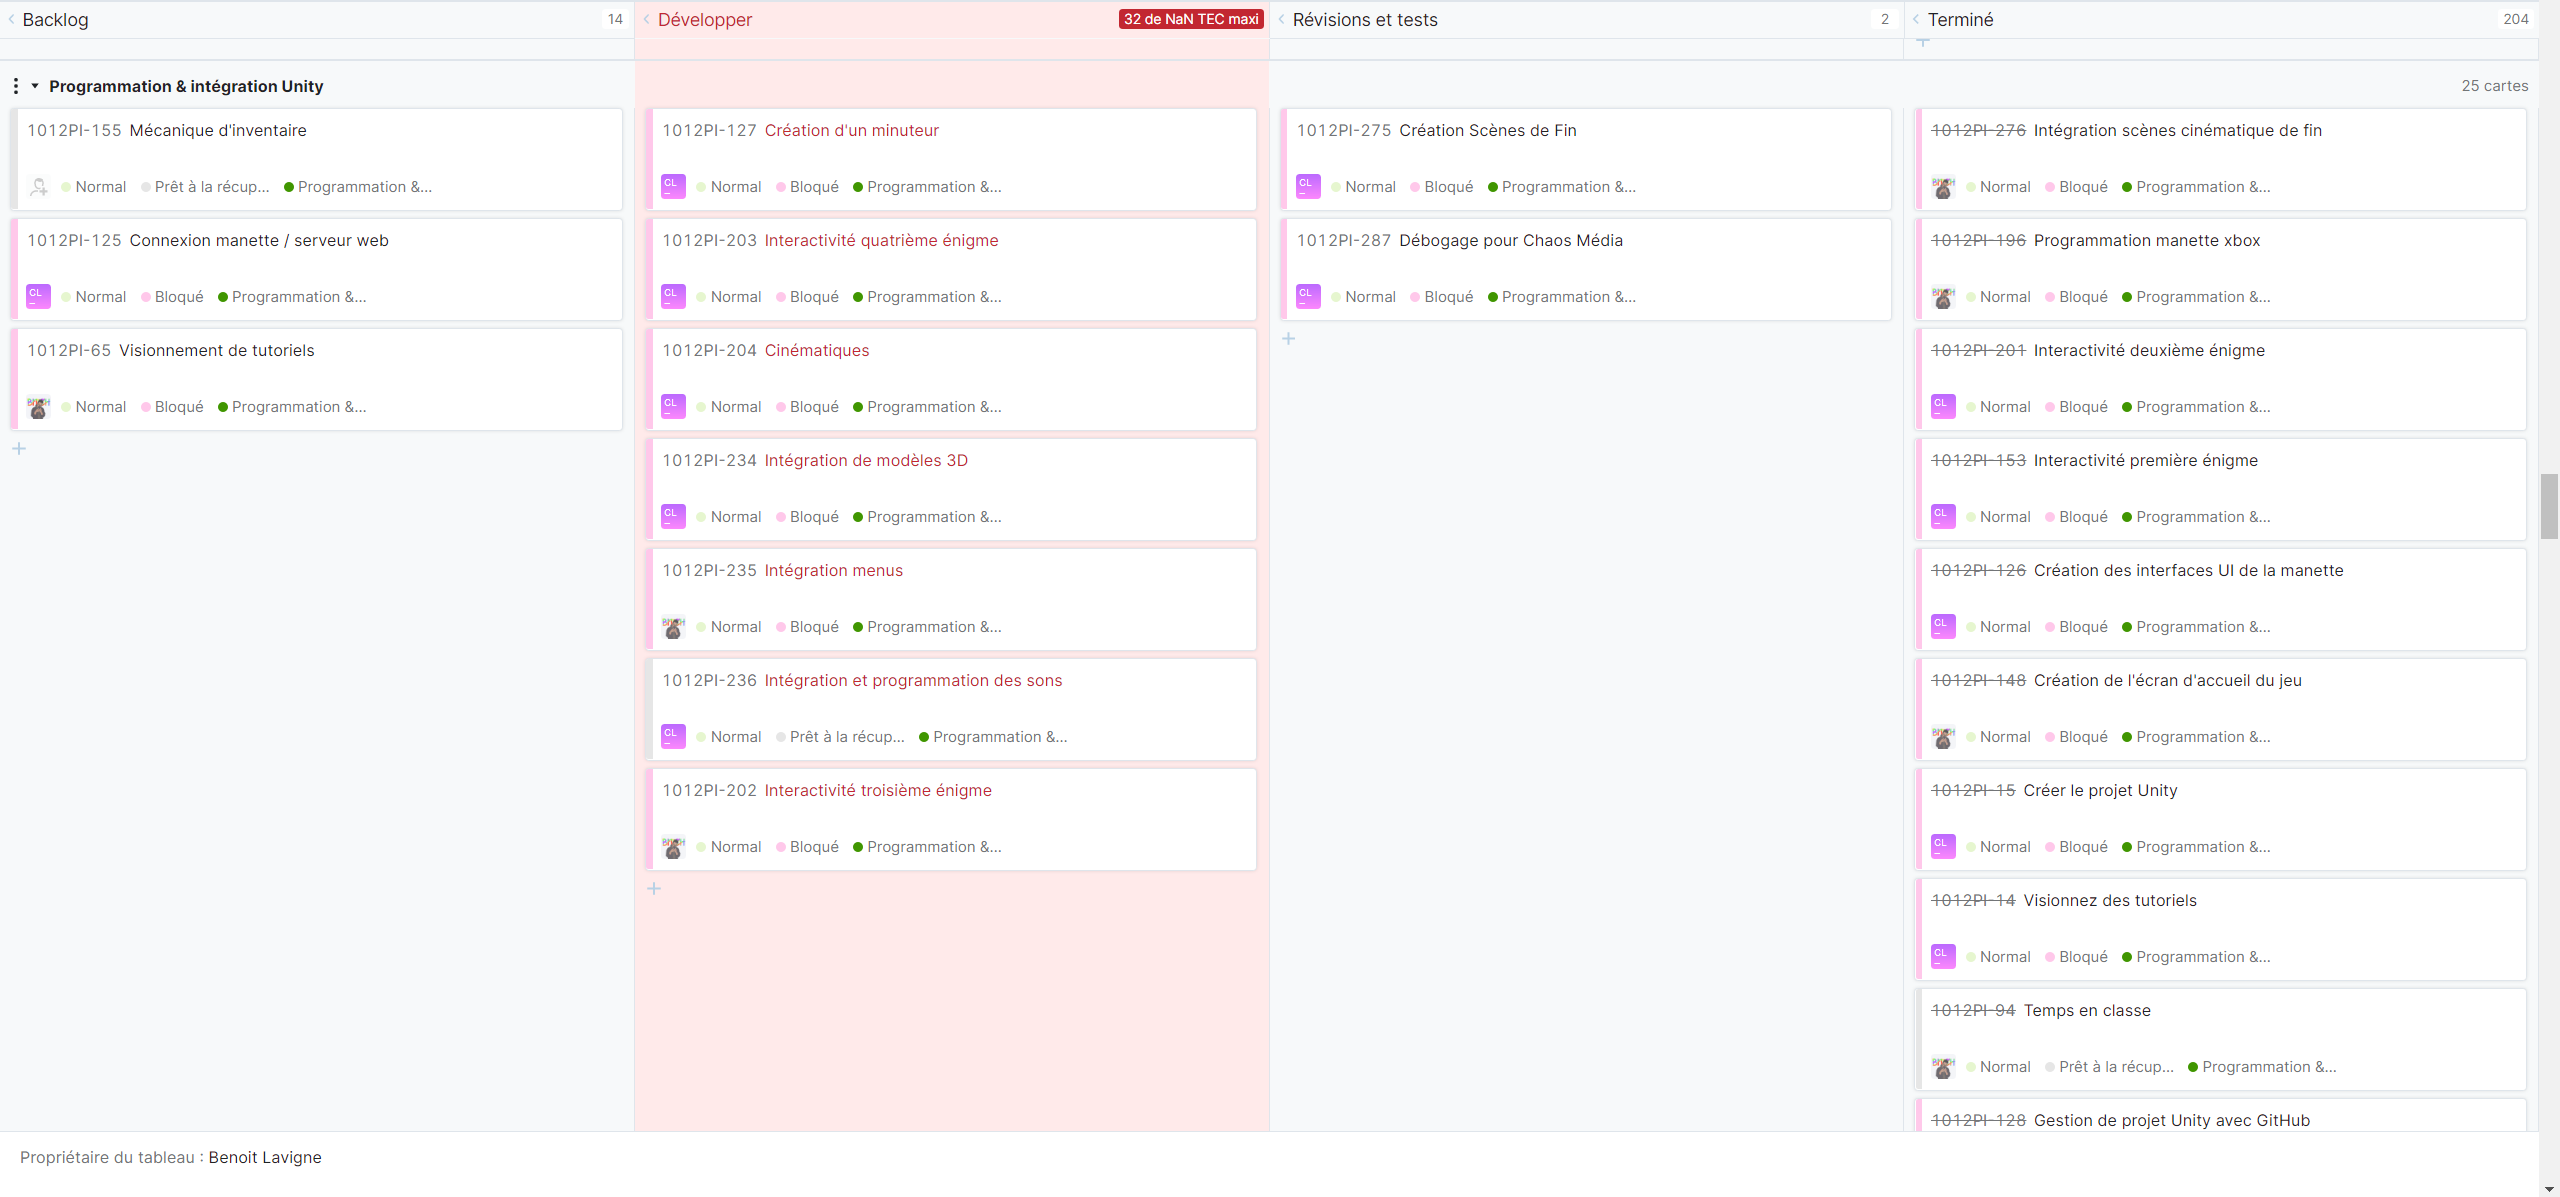 Backlog 14
Développer 32 de NaN TEC maxi
Révisions et tests 2
Terminé 204
Programmation & intégration Unity 25 cartes
1012PI-155 Mécanique d'inventaire
Normal Prêt à la récup... Programmation &...
1012PI-125 Connexion manette / serveur web
CL Normal Bloqué Programmation &...
1012PI-65 Visionnement de tutoriels
Normal Bloqué Programmation &...
1012PI-127 Création d'un minuteur
CL Normal Bloqué Programmation &...
1012PI-203 Interactivité quatrième énigme
CL Normal Bloqué Programmation &...
1012PI-204 Cinématiques
CL Normal Bloqué Programmation &...
1012PI-234 Intégration de modèles 3D
CL Normal Bloqué Programmation &...
1012PI-235 Intégration menus
Normal Bloqué Programmation &...
1012PI-236 Intégration et programmation des sons
CL Normal Prêt à la récup... Programmation &...
1012PI-202 Interactivité troisième énigme
Normal Bloqué Programmation &...
1012PI-275 Création Scènes de Fin
CL Normal Bloqué Programmation &...
1012PI-287 Débogage pour Chaos Média
CL Normal Bloqué Programmation &...
1012PI-276 Intégration scènes cinématique de fin
Normal Bloqué Programmation &...
1012PI-196 Programmation manette xbox
Normal Bloqué Programmation &...
1012PI-201 Interactivité deuxième énigme
CL Normal Bloqué Programmation &...
1012PI-153 Interactivité première énigme
CL Normal Bloqué Programmation &...
1012PI-126 Création des interfaces UI de la manette
CL Normal Bloqué Programmation &...
1012PI-148 Création de l'écran d'accueil du jeu
Normal Bloqué Programmation &...
1012PI-15 Créer le projet Unity
CL Normal Bloqué Programmation &...
1012PI-14 Visionnez des tutoriels
CL Normal Bloqué Programmation &...
1012PI-94 Temps en classe
Normal Prêt à la récup... Programmation &...
1012PI-128 Gestion de projet Unity avec GitHub
Propriétaire du tableau : Benoit Lavigne